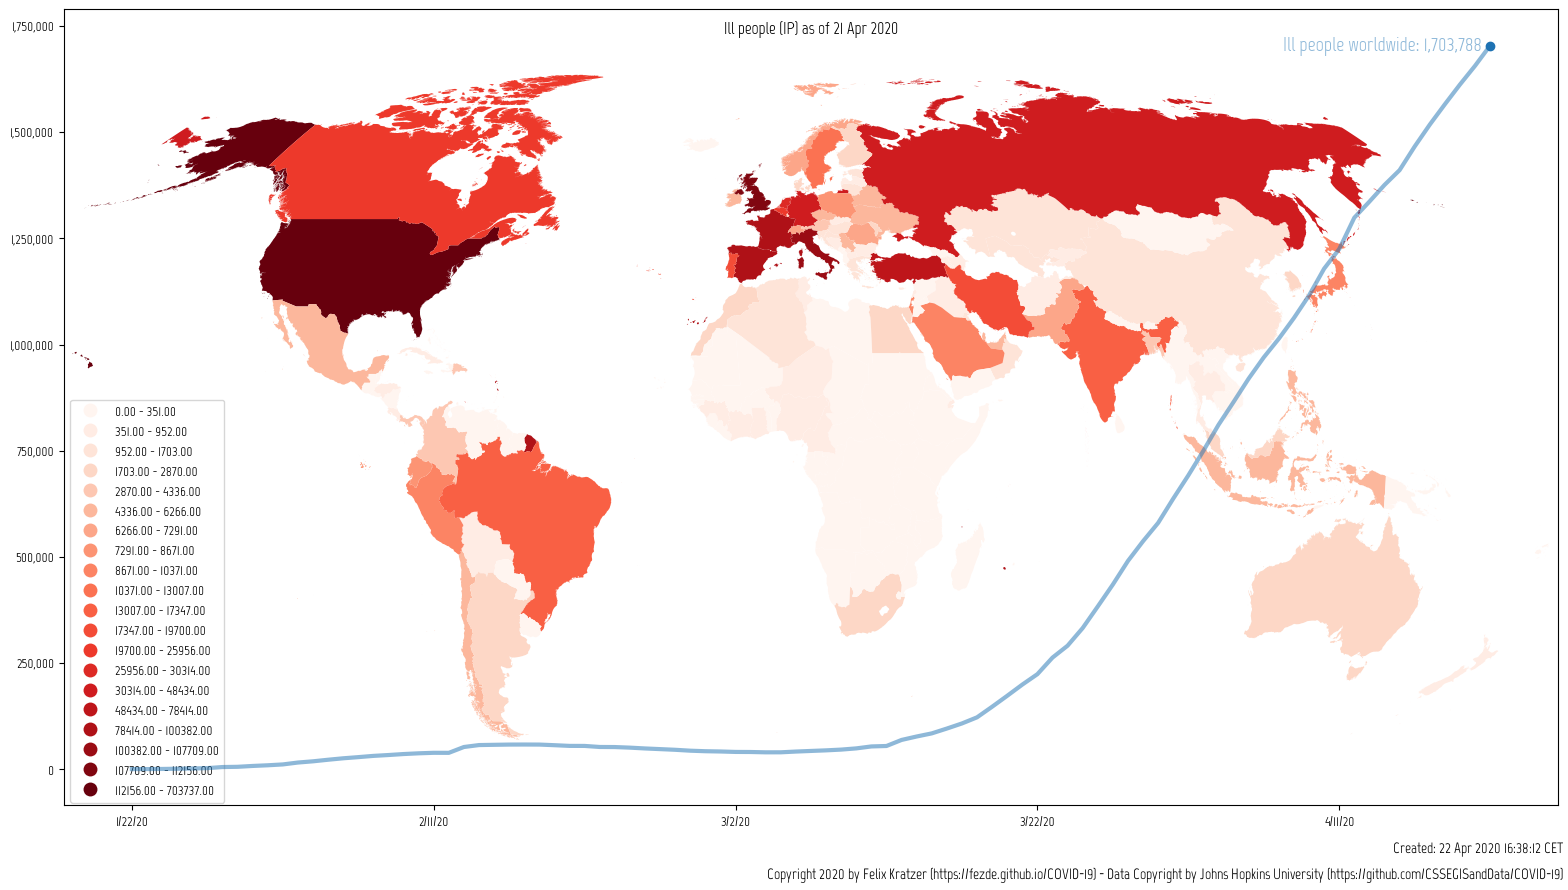 Ill people (IP) as of 21 Apr 2020
Ill people worldwide: 1,703,788
1,750,000
1,500,000
1,250,000
1,000,000
750,000
500,000
250,000
0
0.00 - 351.00
351.00 - 952.00
952.00 - 1703.00
1703.00 - 2870.00
2870.00 - 4336.00
4336.00 - 6266.00
6266.00 - 7291.00
7291.00 - 8671.00
8671.00 - 10371.00
10371.00 - 13007.00
13007.00 - 17347.00
17347.00 - 19700.00
19700.00 - 25956.00
25956.00 - 30314.00
30314.00 - 48434.00
48434.00 - 78414.00
78414.00 - 100382.00
100382.00 - 107709.00
107709.00 - 112156.00
112156.00 - 703737.00
1/22/20
2/11/20
3/2/20
3/22/20
4/11/20
Created: 22 Apr 2020 16:38:12 CET
Copyright 2020 by Felix Kratzer (https://fezde.github.io/COVID-19) - Data Copyright by Johns Hopkins University (https://github.com/CSSEGISandData/COVID-19)